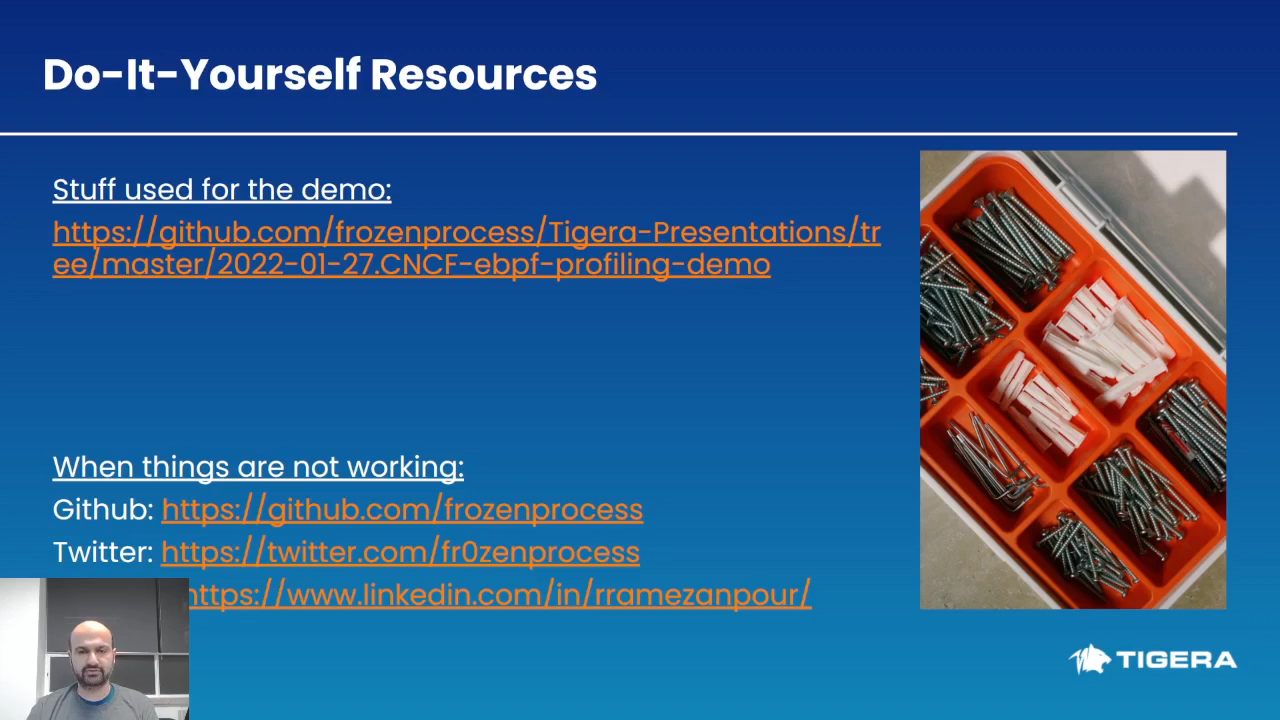 Do-It-Yourself Resources
Stuff used for the demo:
https://github.com/frozenprocess/Tigera-Presentations/tr
ee/master/2022-01-27.CNCF-ebpf-profiling-demo
When things are not working:
Github: https://github.com/frozenprocess
Twitter: https://twitter.com/fr0zenprocess
https://www.linkedin.com/in/rramezanpour/
TIGERA